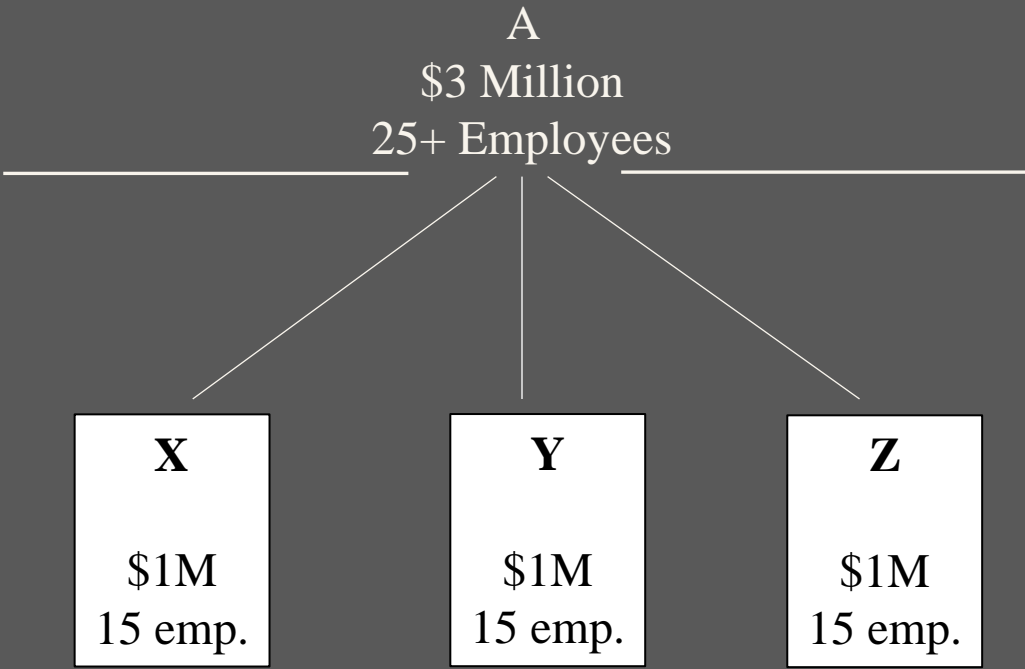 A
$3 Million
25+ Employees
X
$1M
15 emp.
Y
$1M
15 emp.
Z
$1M
15 emp.